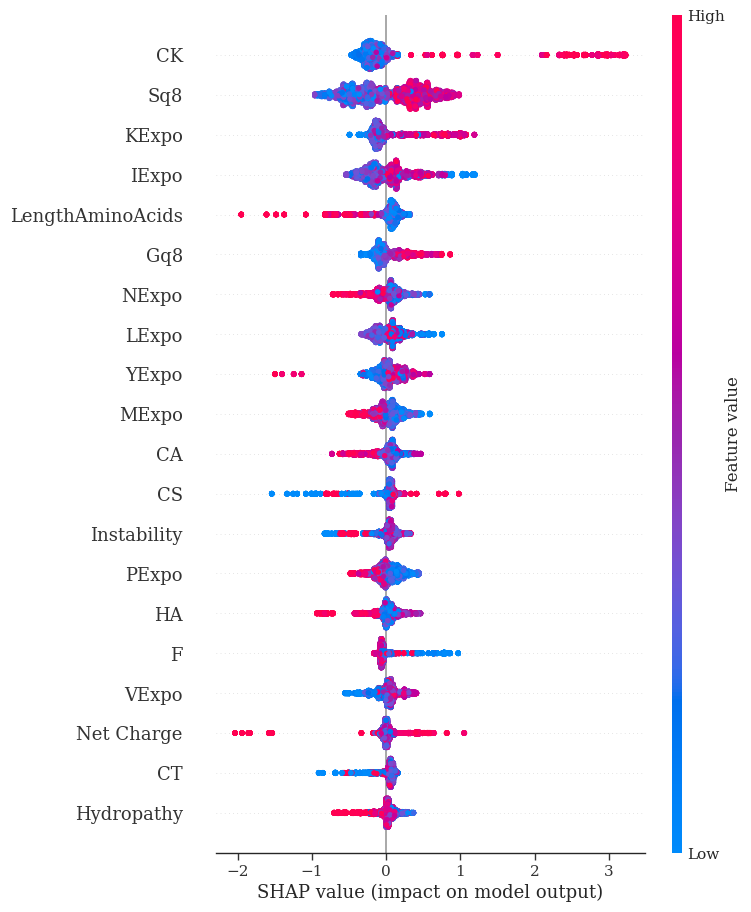 High
CK
Sq8
KExpo
IExpo
LengthAminoAcids
Gq8
NExpo
LExpo
YExpo
MExpo
CA
CS
Instability
PExpo
HA
F
VExpo
Net Charge
CT
Hydropathy
Low
Feature value
−2 −1 0 1 2 3
SHAP value (impact on model output)